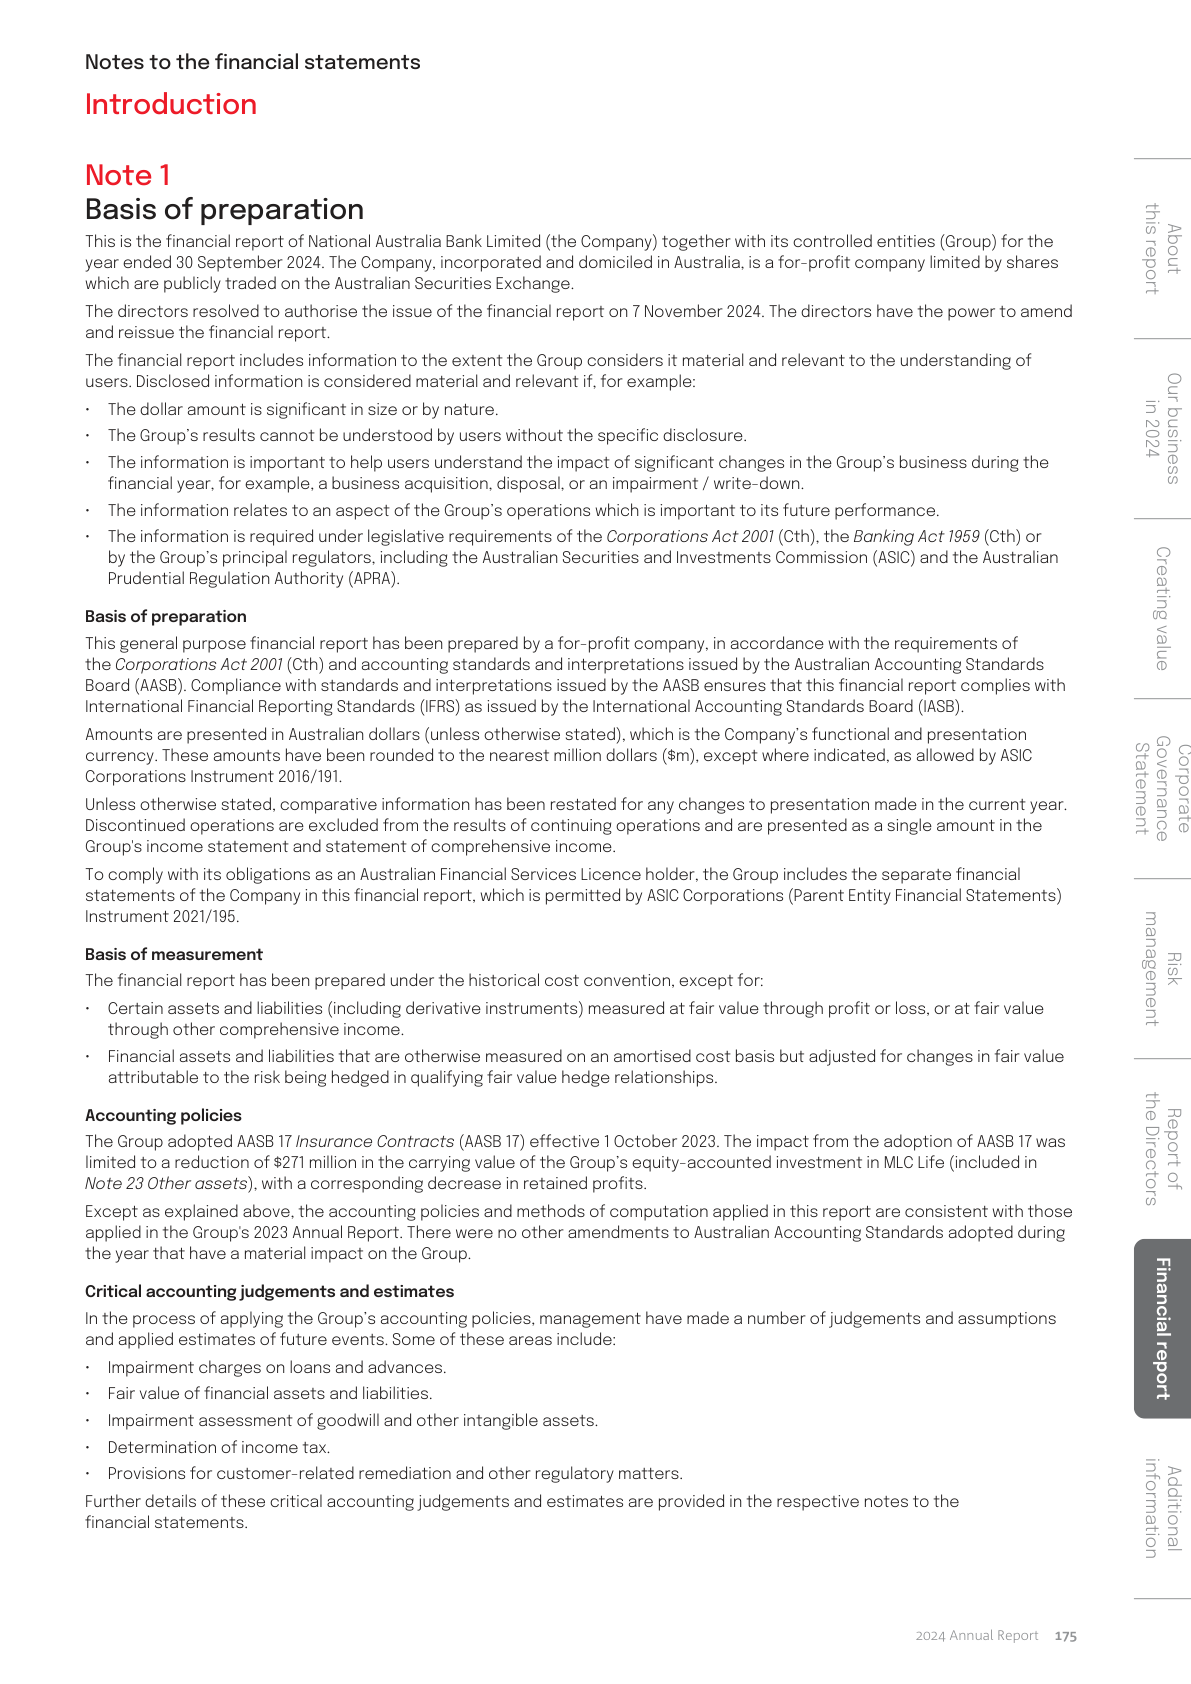 Notes to the financial statements
Introduction
Note 1
Basis of preparation
This is the financial report of National Australia Bank Limited (the Company) together with its controlled entities (Group) for the
year ended 30 September 2024. The Company, incorporated and domiciled in Australia, is a for-profit company limited by shares
which are publicly traded on the Australian Securities Exchange.
The directors resolved to authorise the issue of the financial report on 7 November 2024. The directors have the power to amend
and reissue the financial report.
The financial report includes information to the extent the Group considers it material and relevant to the understanding of
users. Disclosed information is considered material and relevant if, for example:
• The dollar amount is significant in size or by nature.
• The Group's results cannot be understood by users without the specific disclosure.
• The information is important to help users understand the impact of significant changes in the Group's business during the
financial year, for example, a business acquisition, disposal, or an impairment / write-down.
• The information relates to an aspect of the Group's operations which is important to its future performance.
• The information is required under legislative requirements of the Corporations Act 2001 (Cth), the Banking Act 1959 (Cth) or
by the Group's principal regulators, including the Australian Securities and Investments Commission (ASIC) and the Australian
Prudential Regulation Authority (APRA).
Basis of preparation
This general purpose financial report has been prepared by a for-profit company, in accordance with the requirements of
the Corporations Act 2001 (Cth) and accounting standards and interpretations issued by the Australian Accounting Standards
Board (AASB). Compliance with standards and interpretations issued by the AASB ensures that this financial report complies with
International Financial Reporting Standards (IFRS) as issued by the International Accounting Standards Board (IASB).
Amounts are presented in Australian dollars (unless otherwise stated), which is the Company's functional and presentation
currency. These amounts have been rounded to the nearest million dollars ($m), except where indicated, as allowed by ASIC
Corporations Instrument 2016/191.
Unless otherwise stated, comparative information has been restated for any changes to presentation made in the current year.
Discontinued operations are excluded from the results of continuing operations and are presented as a single amount in the
Group's income statement and statement of comprehensive income.
To comply with its obligations as an Australian Financial Services Licence holder, the Group includes the separate financial
statements of the Company in this financial report, which is permitted by ASIC Corporations (Parent Entity Financial Statements)
Instrument 2021/195.
Basis of measurement
The financial report has been prepared under the historical cost convention, except for:
• Certain assets and liabilities (including derivative instruments) measured at fair value through profit or loss, or at fair value
through other comprehensive income.
• Financial assets and liabilities that are otherwise measured on an amortised cost basis but adjusted for changes in fair value
attributable to the risk being hedged in qualifying fair value hedge relationships.
Accounting policies
The Group adopted AASB 17 Insurance Contracts (AASB 17) effective 1 October 2023. The impact from the adoption of AASB 17 was
limited to a reduction of $271 million in the carrying value of the Group's equity-accounted investment in MLC Life (included in
Note 23 Other assets), with a corresponding decrease in retained profits.
Except as explained above, the accounting policies and methods of computation applied in this report are consistent with those
applied in the Group's 2023 Annual Report. There were no other amendments to Australian Accounting Standards adopted during
the year that have a material impact on the Group.
Critical accounting judgements and estimates
In the process of applying the Group's accounting policies, management have made a number of judgements and assumptions
and applied estimates of future events. Some of these areas include:
• Impairment charges on loans and advances.
• Fair value of financial assets and liabilities.
• Impairment assessment of goodwill and other intangible assets.
• Determination of income tax.
• Provisions for customer-related remediation and other regulatory matters.
Further details of these critical accounting judgements and estimates are provided in the respective notes to the
financial statements.
About
this report
Our business
in 2024
Creating value
Corporate
Governance
Statement
Risk
management
Report of
the Directors
Financial report
Additional
information
2024 Annual Report 175